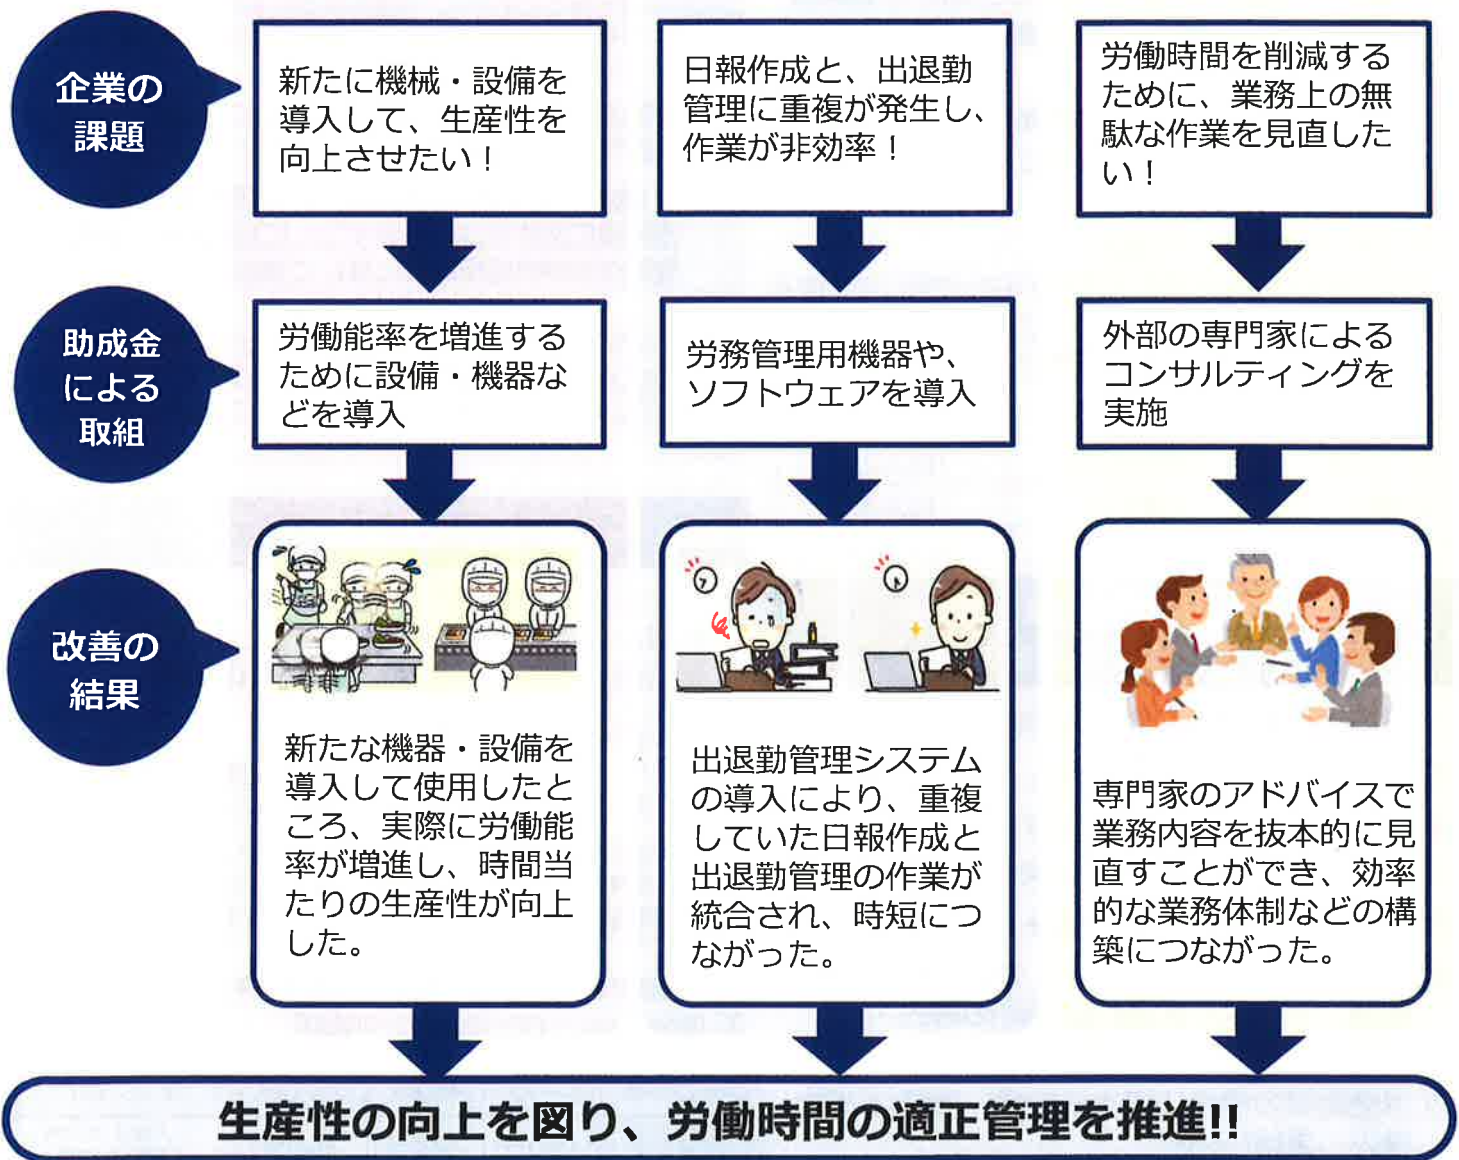 企業の
課題
新たに機械・設備を
導入して、生産性を
向上させたい！
日報作成と、出退勤
管理に重複が発生し、
作業が非効率！
労働時間を削減する
ために、業務上の無
駄な作業を見直した
い！
助成金
による
取組
労働能率を増進する
ために設備・機器な
どを導入
労務管理用機器や、
ソフトウェアを導入
外部の専門家による
コンサルティングを
実施
改善の
結果
新たな機器・設備を
導入して使用したと
ころ、実際に労働能
率が増進し、時間当
たりの生産性が向上
した。
出退勤管理システム
の導入により、重複
していた日報作成と
出退勤管理の作業が
統合され、時短につ
ながった。
専門家のアドバイスで
業務内容を抜本的に見
直すことができ、効率
的な業務体制などの構
築につながった。
生産性の向上を図り、労働時間の適正管理を推進!!